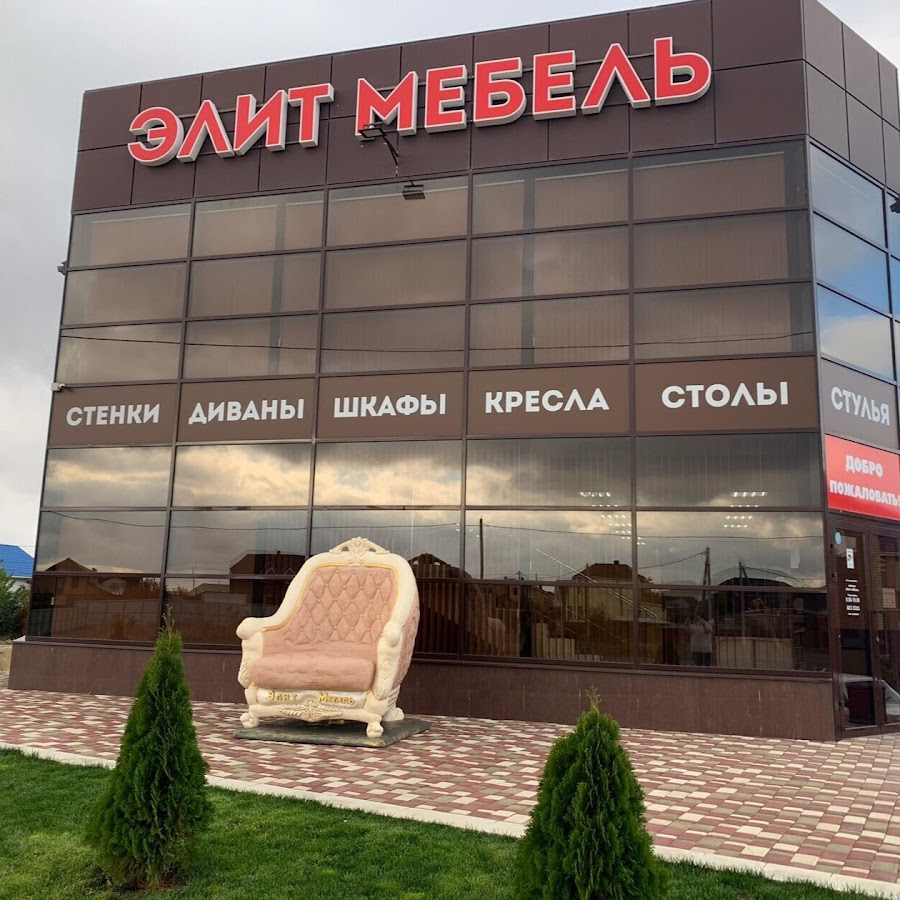 ЭЛИТ МЕБЕЛЬ
СТЕНКИ ДИВАНЫ ШКАФЫ КРЕСЛА СТОЛЫ СТУЛЬЯ
ДОБРО
ПОЖАЛОВАТЬ!
Элит Мебель